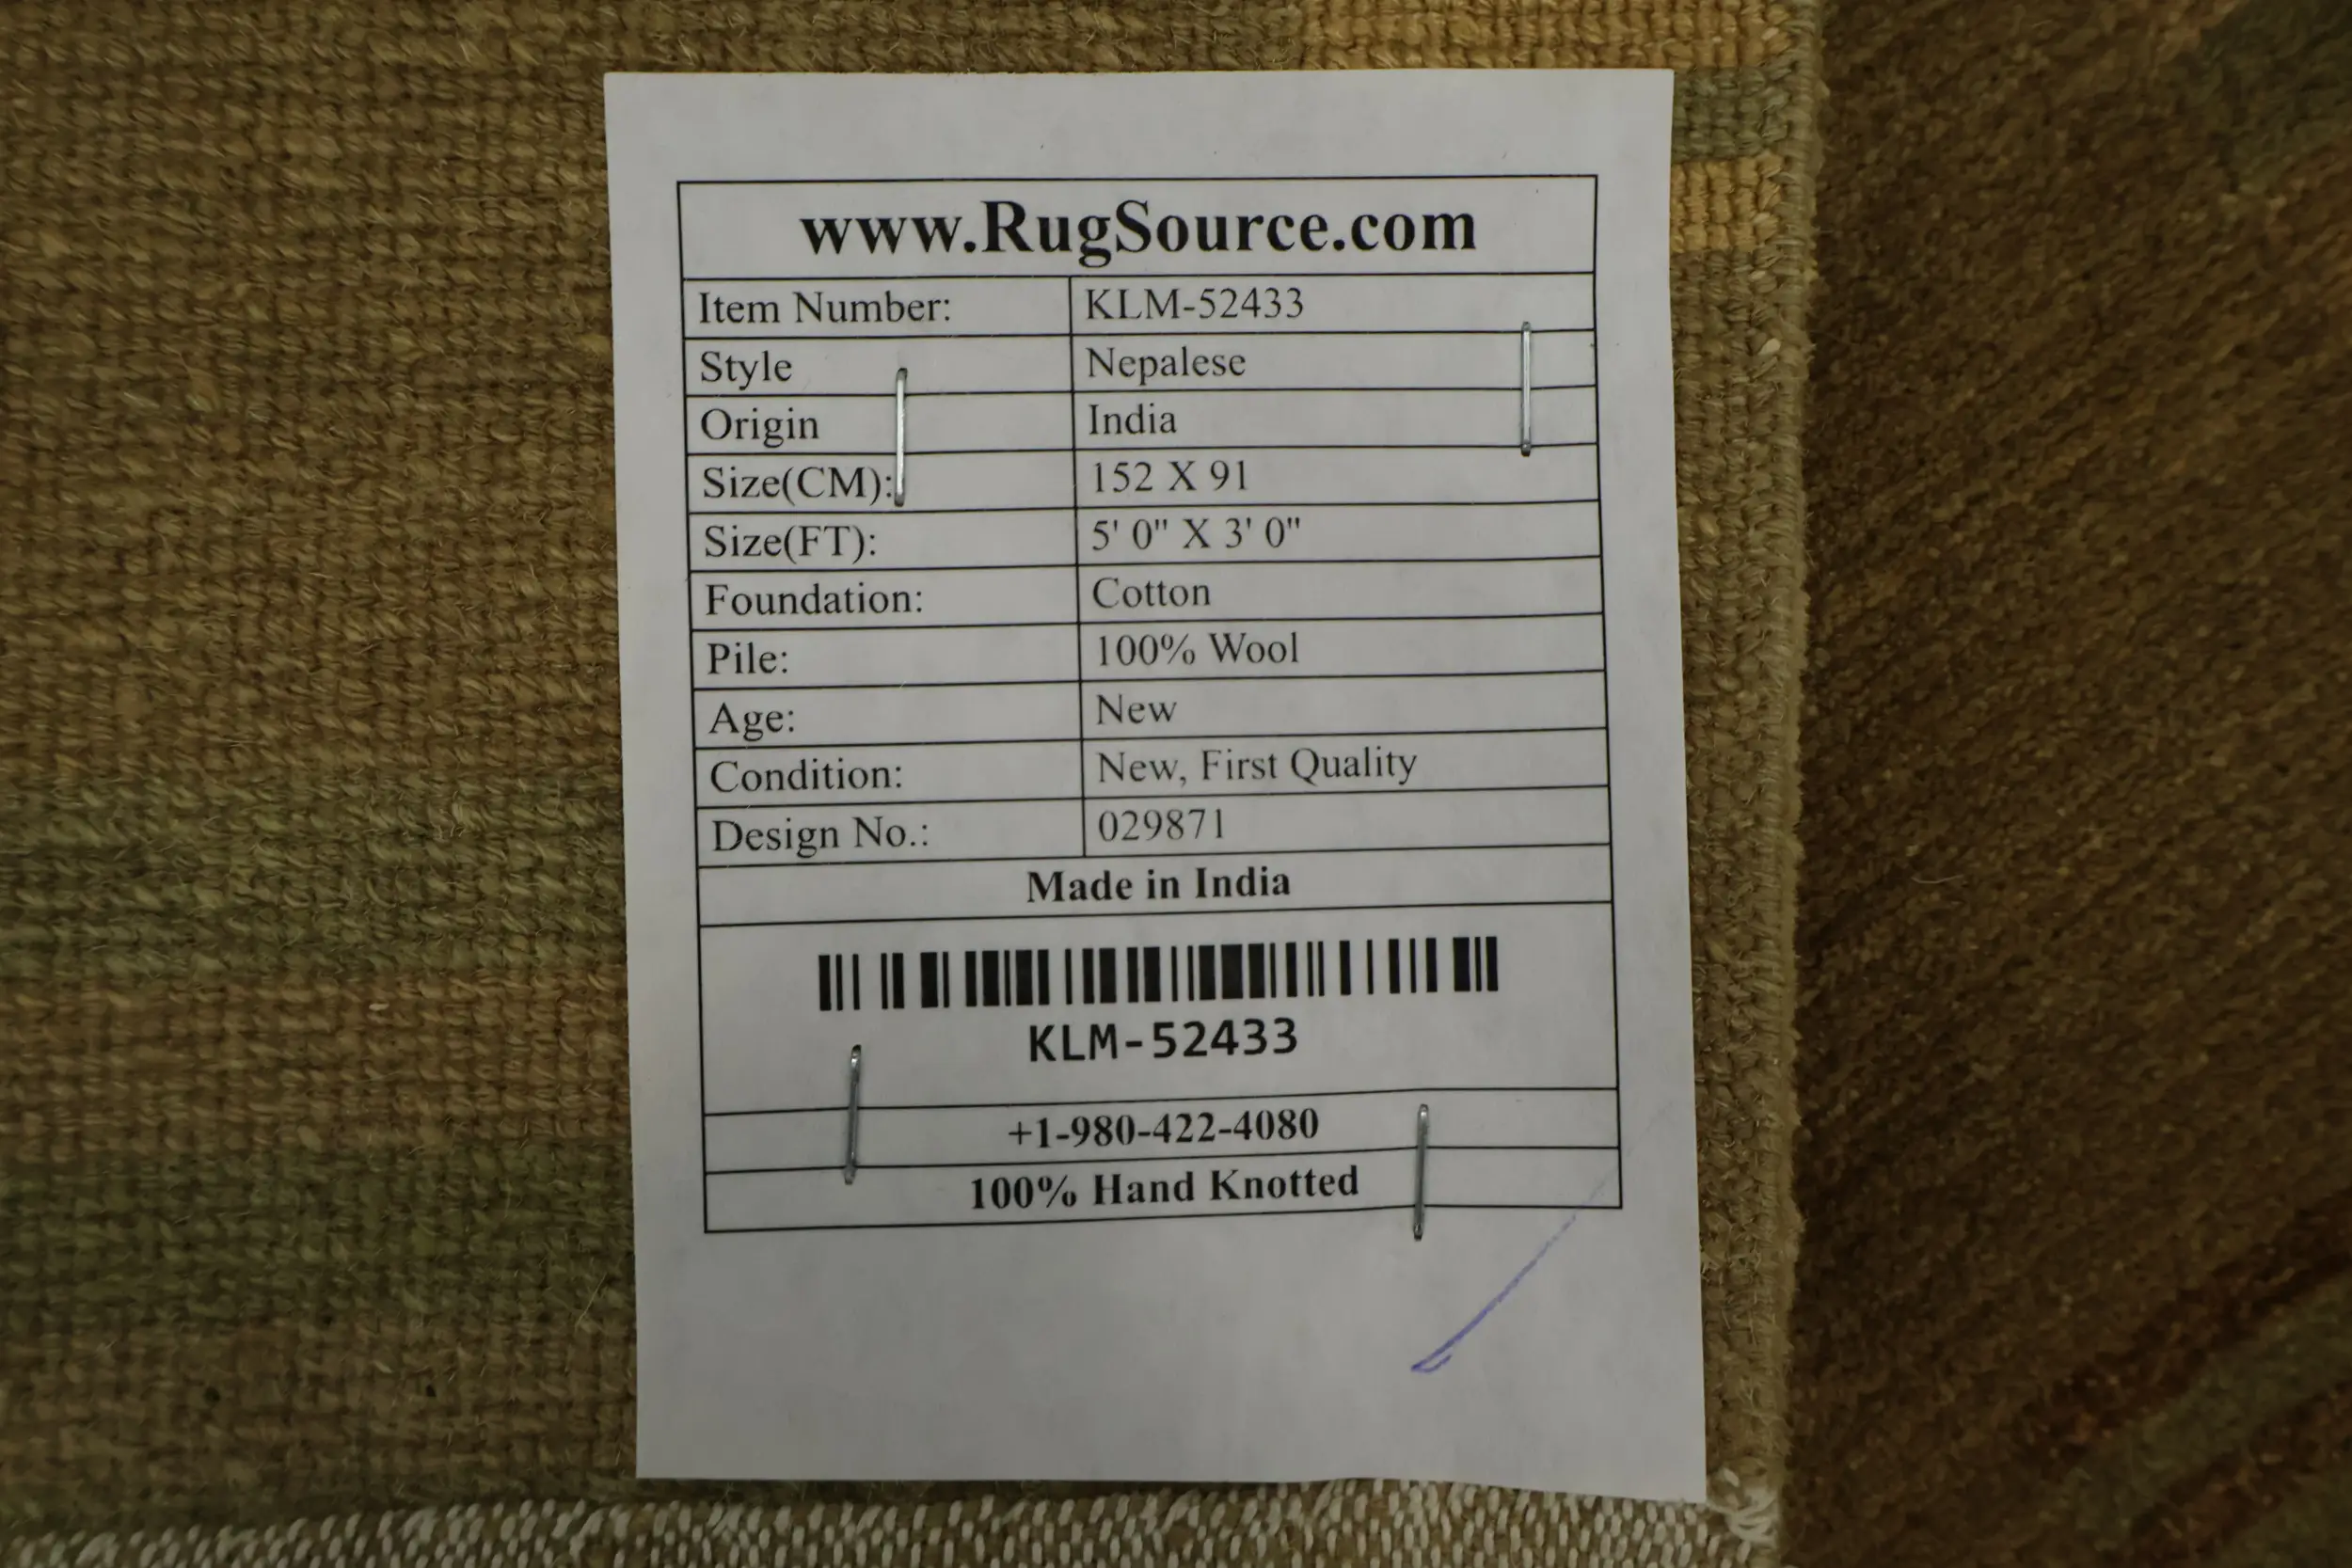 www.RugSource.com
Item Number: KLM-52433
Style Nepalese
Origin India
Size(CM): 152 X 91
Size(FT): 5' 0" X 3' 0"
Foundation: Cotton
Pile: 100% Wool
Age: New
Condition: New, First Quality
Design No.: 029871
Made in India
KLM-52433
+1-980-422-4080
100% Hand Knotted